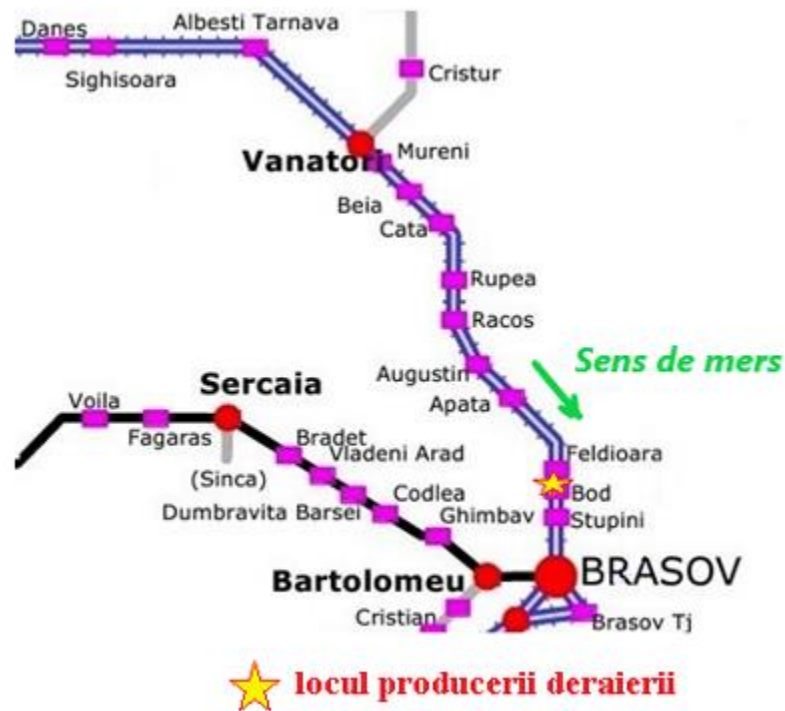 Albesti Tarnava
Danes
Sighisoara
Cristur
Vanatori
Mureni
Beia
Cata
Rupea
Racos
Sens de mers
Augustin
Apata
Sercaia
Voila
Fagaras
Bradet
Feldioara
Vladeni Arad
(Sinca)
Codlea
Bod
Dumbravita Barsei
Ghimbav
Stupini
BRASOV
Bartolomeu
Cristian
Brasov Tj
locul producerii deraierii